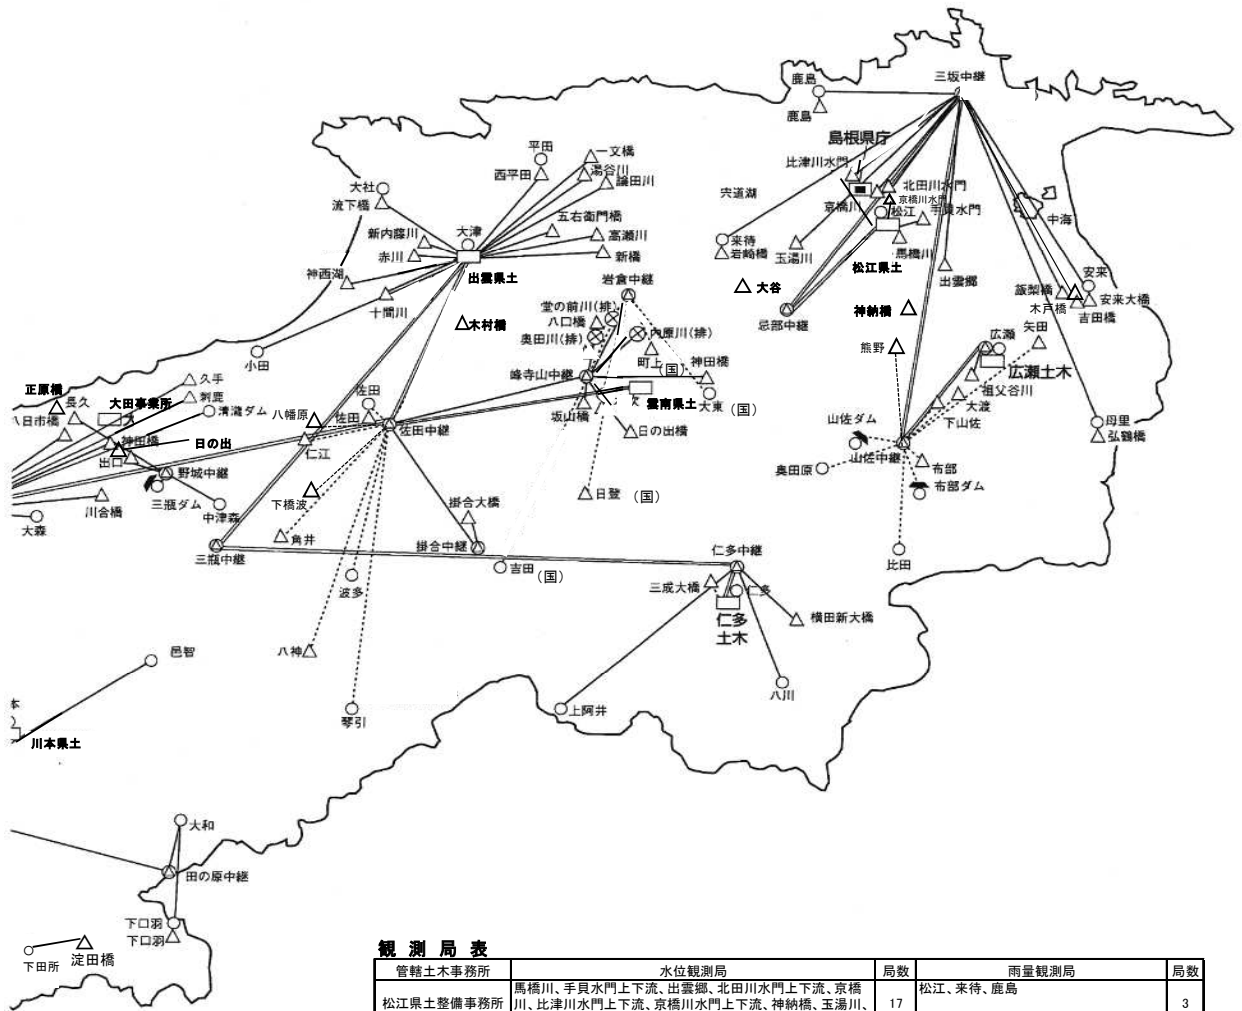 鹿島
三坂中継
鹿島
島根県庁
平田
一文橋
比津川水門
西平田
湯谷川
論田川
北田川水門
大社
宍道湖
京橋川水門
流下橋
京橋川
松江
手貝水門
中海
五右衛門橋
新内藤川
大津
高瀬川
来待
馬橋川
赤川
新橋
岩崎橋
玉湯川
松江県土
神西湖
出雲県土
岩倉中継
出雲郷
安来
大谷
飯梨橋
安来大橋
十間川
堂の前川(排)
神納橋
木戸橋
吉田橋
木村橋
八口橋
忌部中継
矢田
奥田川(排)
内原川(排)
熊野
広瀬
小田
町上
(国)
神田橋
広瀬土木
久手
峰寺山中継
祖父谷川
正原橋
長久
大田事業所
剌鹿
佐田
雲南県土
大東
(国)
大渡
清瀧ダム
八幡原
佐田
坂山橋
下山佐
母里
八日市橋
神田橋
日の出
佐田中継
日の出橋
山佐ダム
弘鶴橋
仁江
山佐中継
出口
野城中継
奥田原
布部
三瓶ダム
下橋波
日登
(国)
布部ダム
川合橋
中津森
掛合大橋
大森
角井
三瓶中継
掛合中継
仁多中継
比田
吉田
(国)
波多
三成大橋
仁多
仁多
土木
横田新大橋
八神
邑智
八川
琴引
上阿井
川本県土
大和
田の原中継
下口羽
下口羽
下田所
淀田橋
観測局表
管轄土木事務所 水位観測局 局数 雨量観測局 局数
馬橋川、手貝水門上下流、出雲郷、北田川水門上下流、京橋 松江、来待、鹿島
松江県土整備事務所 川、比津川水門上下流、京橋川水門上下流、神納橋、玉湯川、 17 3